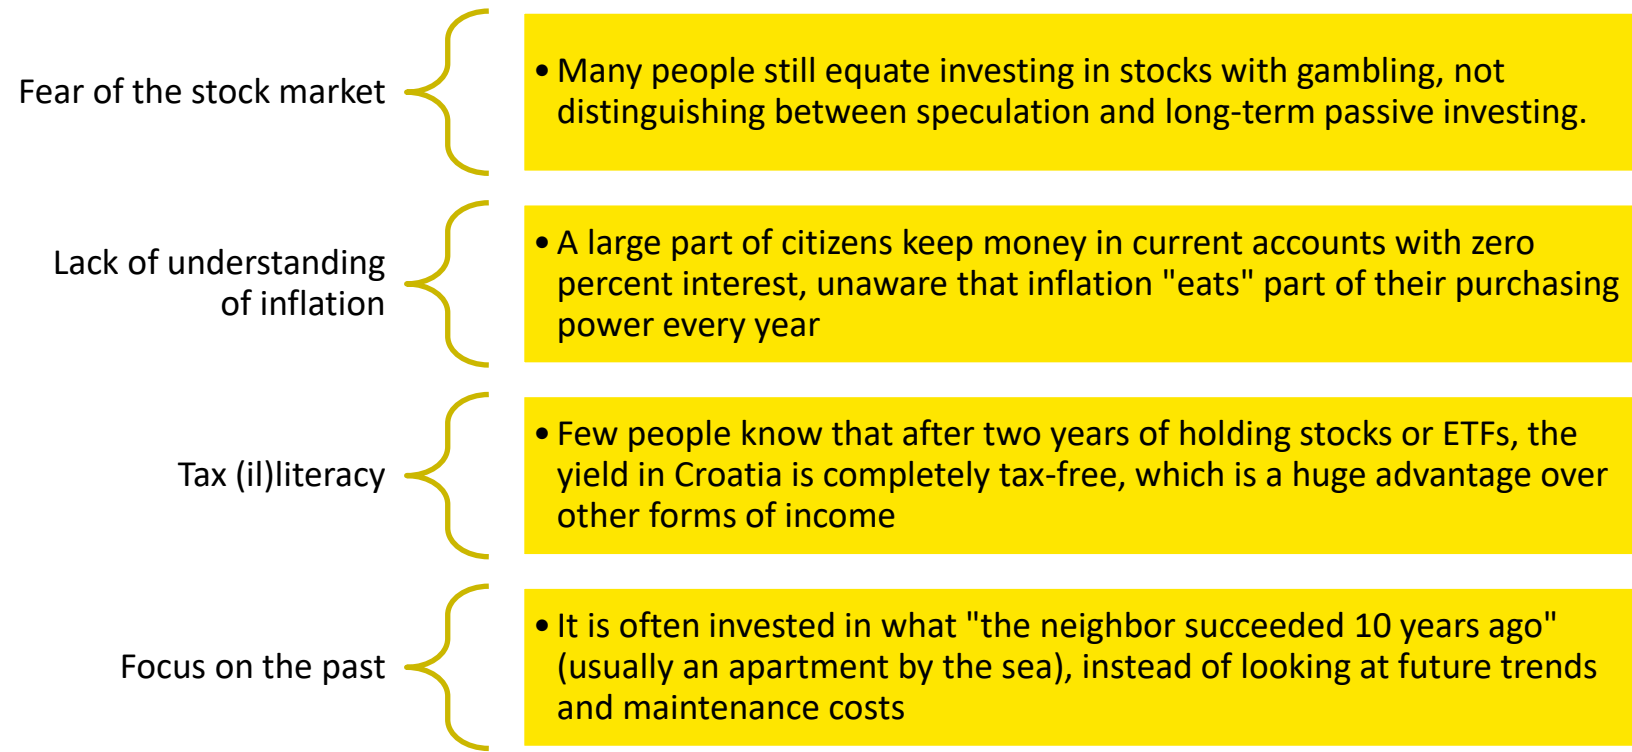 Fear of the stock market
• Many people still equate investing in stocks with gambling, not
distinguishing between speculation and long-term passive investing.
Lack of understanding
of inflation
• A large part of citizens keep money in current accounts with zero
percent interest, unaware that inflation "eats" part of their purchasing
power every year
Tax (il)literacy
• Few people know that after two years of holding stocks or ETFs, the
yield in Croatia is completely tax-free, which is a huge advantage over
other forms of income
Focus on the past
• It is often invested in what "the neighbor succeeded 10 years ago"
(usually an apartment by the sea), instead of looking at future trends
and maintenance costs